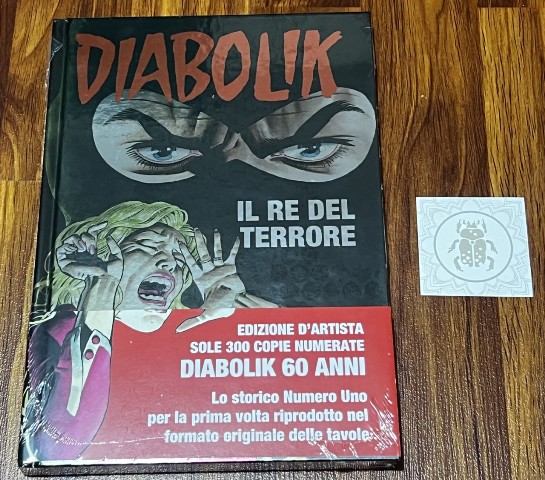 DIABOLIK
IL RE DEL
TERRORE
EDIZIONE D'ARTISTA
SOLE 300 COPIE NUMERATE
DIABOLIK 60 ANNI
Lo storico Numero Uno
per la prima volta riprodotto nel
formato originale delle tavole.